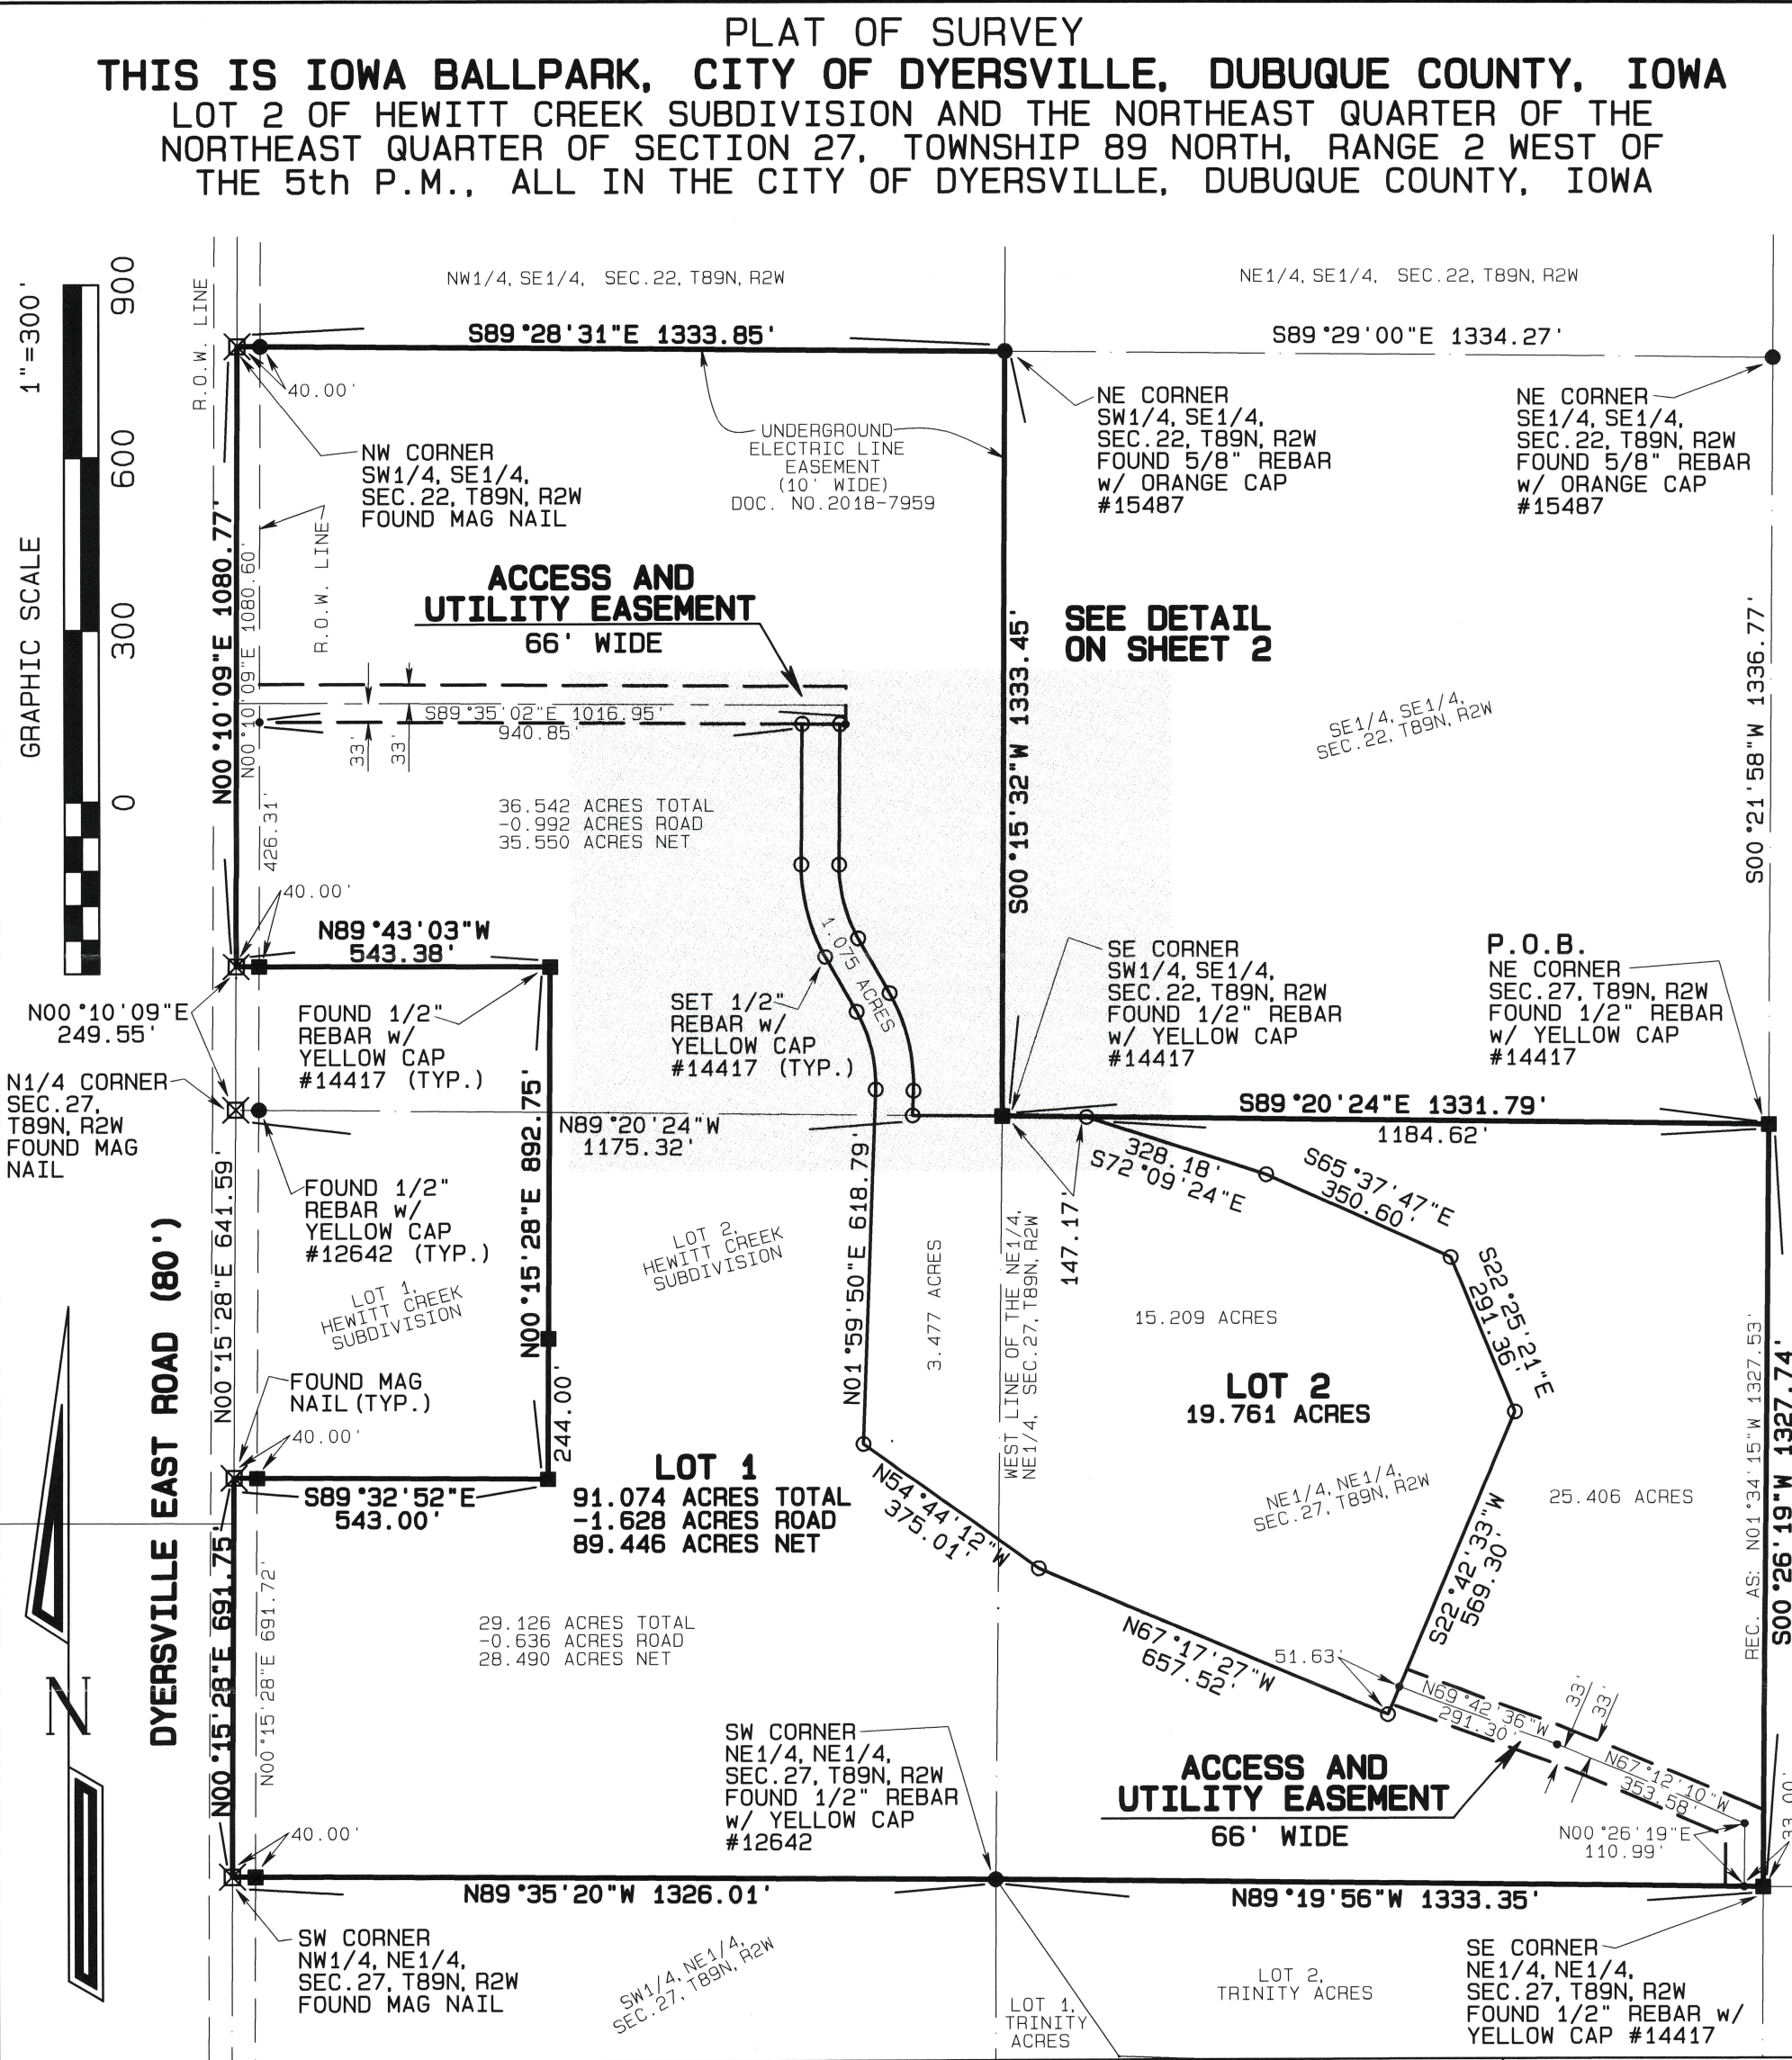 PLAT OF SURVEY
THIS IS IOWA BALLPARK, CITY OF DYERSVILLE, DUBUQUE COUNTY, IOWA
LOT 2 OF HEWITT CREEK SUBDIVISION AND THE NORTHEAST QUARTER OF THE
NORTHEAST QUARTER OF SECTION 27, TOWNSHIP 89 NORTH, RANGE 2 WEST OF
THE 5th P.M., ALL IN THE CITY OF DYERSVILLE, DUBUQUE COUNTY, IOWA
GRAPHIC SCALE
1"=300'
900
600
300
0
R.O.W. LINE
NW1/4, SE1/4, SEC.22, T89N, R2W
NE1/4, SE1/4, SEC.22, T89N, R2W
S89°28'31"E 1333.85'
S89°29'00"E 1334.27'
40.00'
NW CORNER
SW1/4, SE1/4,
SEC.22, T89N, R2W
FOUND MAG NAIL
UNDERGROUND
ELECTRIC LINE
EASEMENT
(10' WIDE)
DOC. NO.2018-7959
NE CORNER
SW1/4, SE1/4,
SEC.22, T89N, R2W
FOUND 5/8" REBAR
w/ ORANGE CAP
#15487
NE CORNER
SE1/4, SE1/4,
SEC.22, T89N, R2W
FOUND 5/8" REBAR
w/ ORANGE CAP
#15487
N00°10'09"E 1080.77'
N00°10'09"E 1080.60'
R.O.W. LINE
ACCESS AND
UTILITY EASEMENT
66' WIDE
SEE DETAIL
ON SHEET 2
S00°15'32"W 1333.45'
S00°21'58"W 1336.77'
SE1/4, SE1/4,
SEC.22, T89N, R2W
S89°35'02"E 1016.95'
940.85'
33'
33'
426.31'
36.542 ACRES TOTAL
-0.992 ACRES ROAD
35.550 ACRES NET
40.00'
N89°43'03"W
543.38'
1.075 ACRES
N00°10'09"E
249.55'
FOUND 1/2"
REBAR w/
YELLOW CAP
#14417 (TYP.)
SET 1/2"
REBAR w/
YELLOW CAP
#14417 (TYP.)
SE CORNER
SW1/4, SE1/4,
SEC.22, T89N, R2W
FOUND 1/2" REBAR
w/ YELLOW CAP
#14417
P.O.B.
NE CORNER
SEC.27, T89N, R2W
FOUND 1/2" REBAR
w/ YELLOW CAP
#14417
N1/4 CORNER
SEC.27,
T89N, R2W
FOUND MAG
NAIL
N89°20'24"W
1175.32'
S89°20'24"E 1331.79'
1184.62'
328.18'
S72°09'24"E
S65°37'47"E
350.60'
147.17'
FOUND 1/2"
REBAR w/
YELLOW CAP
#12642 (TYP.)
N00°15'28"E 641.59'
N00°15'28"E 892.75'
N01°59'50"E 618.79'
LOT 1,
HEWITT CREEK
SUBDIVISION
LOT 2,
HEWITT CREEK
SUBDIVISION
3.477 ACRES
WEST LINE OF THE NE1/4,
NE1/4, SEC.27, T89N, R2W
15.209 ACRES
LOT 2
19.761 ACRES
S22°25'21"E
291.36'
DYERSVILLE EAST ROAD (80')
FOUND MAG
NAIL (TYP.)
40.00'
244.00'
S89°32'52"E
543.00'
LOT 1
91.074 ACRES TOTAL
-1.628 ACRES ROAD
89.446 ACRES NET
N54°44'12"W
375.01'
NE1/4, NE1/4,
SEC.27, T89N, R2W
S22°42'33"W
569.30'
25.406 ACRES
REC. AS: N01°34'15"W 1327.53'
S00°26'19"W 1327.74'
N00°15'28"E 691.75'
N00°15'28"E 691.72'
29.126 ACRES TOTAL
-0.636 ACRES ROAD
28.490 ACRES NET
N67°17'27"W
657.52'
51.63'
N69°42'36"W
291.30'
33'
33'
N67°12'10"W
353.58'
N
SW CORNER
NE1/4, NE1/4,
SEC.27, T89N, R2W
FOUND 1/2" REBAR
w/ YELLOW CAP
#12642
ACCESS AND
UTILITY EASEMENT
66' WIDE
N00°26'19"E
110.99'
33.00'
40.00'
N89°35'20"W 1326.01'
N89°19'56"W 1333.35'
SW CORNER
NW1/4, NE1/4,
SEC.27, T89N, R2W
FOUND MAG NAIL
SW1/4, NE1/4,
SEC.27, T89N, R2W
LOT 1,
TRINITY
ACRES
LOT 2,
TRINITY ACRES
SE CORNER
NE1/4, NE1/4,
SEC.27, T89N, R2W
FOUND 1/2" REBAR w/
YELLOW CAP #14417